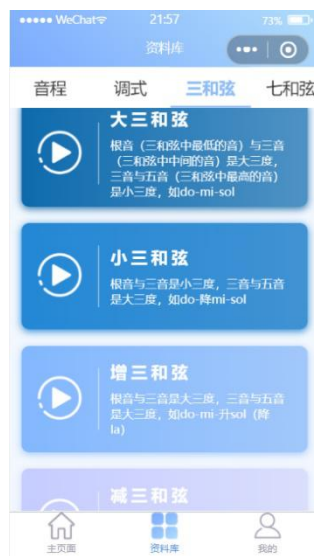 WeChat 21:57 73%
资料库
音程 调式 三和弦 七和弦
大三和弦
根音（三和弦中最低的音）与三音
（三和弦中中间的音）是大三度，
三音与五音（三和弦中最高的音）
是小三度，如do-mi-sol
小三和弦
根音与三音是小三度，三音与五音
是大三度，如do-降mi-sol
增三和弦
根音与三音是大三度，三音与五音
是大三度，如do-mi-升sol（降
la）
减三和弦
主页面 资料库 我的